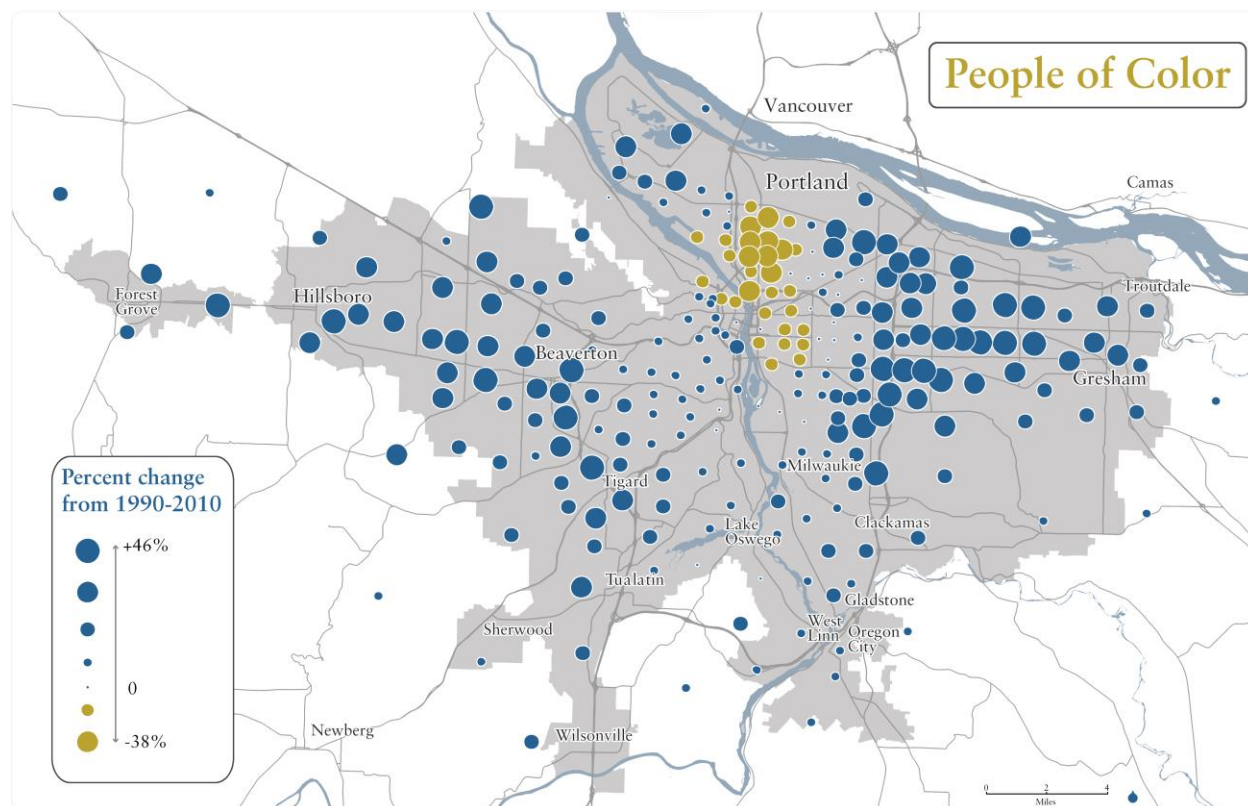 People of Color
Vancouver
Portland
Camas
Troutdale
Forest
Grove
Hillsboro
Beaverton
Gresham
Percent change
from 1990-2010
+46%
0
-38%
Tigard
Milwaukie
Lake
Oswego
Clackamas
Tualatin
Gladstone
Sherwood
West
Linn
Oregon
City
Newberg
Wilsonville
0 2 4
Miles